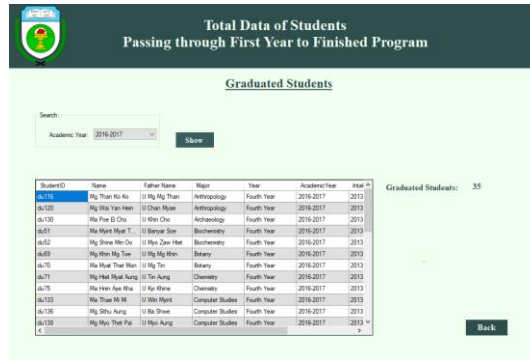 Total Data of Students
Passing through First Year to Finished Program
Graduated Students
Search:
Academic Year: 2016-2017 Show
StudentID Name Father Name Major Year AcademicYear Intak
du116 Mg Than Ko Ko U Mg Mg Than Anthropology Fourth Year 2016-2017 2013
du120 Mg Wai Yan Hein U Chan Myae Anthropology Fourth Year 2016-2017 2013
du130 Ma Poe Ei Cho U Khin Cho Archaeology Fourth Year 2016-2017 2013
du51 Ma Myint Myat T... U Banyar Soe Biochemistry Fourth Year 2016-2017 2013
du52 Mg Shine Min Oo U Myo Zaw Htet Biochemistry Fourth Year 2016-2017 2013
du69 Mg Khin Mg Toe U Mg Mg Khin Botany Fourth Year 2016-2017 2013
du70 Ma Myat Thet Mon U Mg Tin Botany Fourth Year 2016-2017 2013
du71 Mg Htet Myat Aung U Tin Aung Chemistry Fourth Year 2016-2017 2013
du75 Ma Hnin Aye Kha U Kyi Khine Chemistry Fourth Year 2016-2017 2013
du133 Ma Thae Mi Mi U Win Myint Computer Studies Fourth Year 2016-2017 2013
du136 Mg Sithu Aung U Ba Shwe Computer Studies Fourth Year 2016-2017 2013
du138 Mg Myo Thet Pai U Myo Aung Computer Studies Fourth Year 2016-2017 2013
Graduated Students: 35
Back